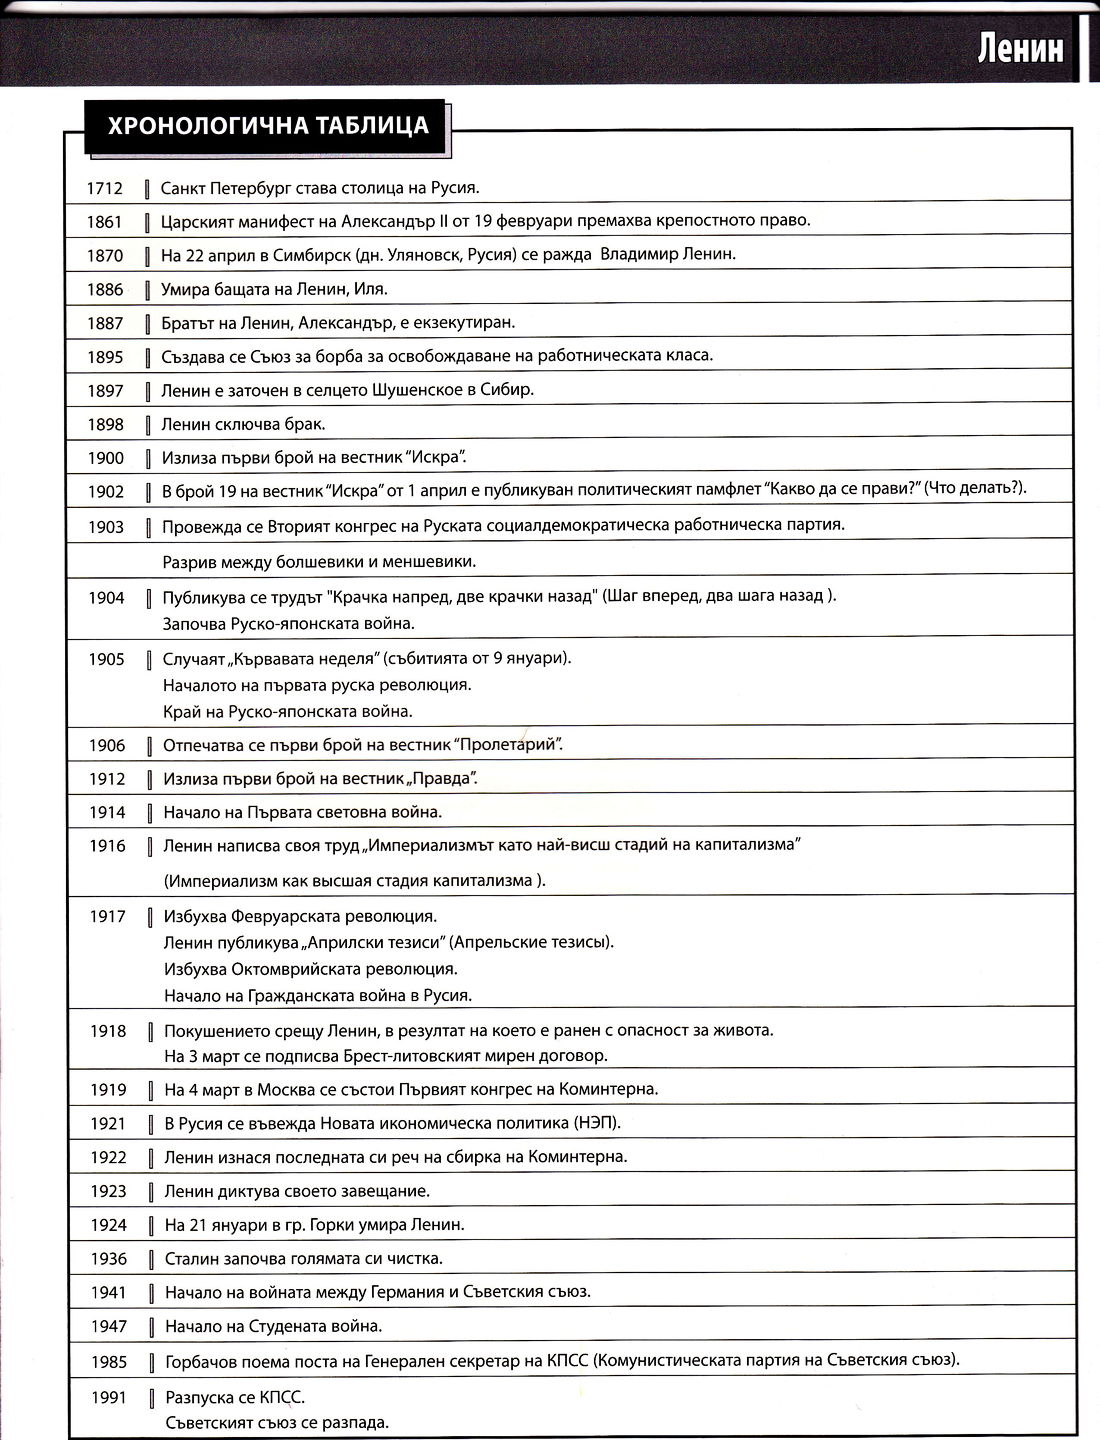 Ленин
ХРОНОЛОГИЧНА ТАБЛИЦА
1712 Санкт Петербург става столица на Русия.
1861 Царският манифест на Александър II от 19 февруари премахва крепостното право.
1870 На 22 април в Симбирск (дн. Уляновск, Русия) се ражда Владимир Ленин.
1886 Умира бащата на Ленин, Иля.
1887 Братът на Ленин, Александър, е екзекутиран.
1895 Създава се Съюз за борба за освобождаване на работническата класа.
1897 Ленин е заточен в селцето Шушенское в Сибир.
1898 Ленин сключва брак.
1900 Излиза първи брой на вестник “Искра”.
1902 В брой 19 на вестник “Искра” от 1 април е публикуван политическият памфлет “Какво да се прави?” (Что делать?).
1903 Провежда се Вторият конгрес на Руската социалдемократическа работническа партия.
Разрив между болшевики и меншевики.
1904 Публикува се трудът "Крачка напред, две крачки назад" (Шаг вперед, два шага назад ).
Започва Руско-японската война.
1905 Случаят „Кървавата неделя” (събитията от 9 януари).
Началото на първата руска революция.
Край на Руско-японската война.
1906 Отпечатва се първи брой на вестник “Пролетарий”.
1912 Излиза първи брой на вестник „Правда”.
1914 Начало на Първата световна война.
1916 Ленин написва своя труд „Империализмът като най-висш стадий на капитализма”
(Империализм как высшая стадия капитализма ).
1917 Избухва Февруарската революция.
Ленин публикува „Априлски тезиси” (Апрельские тезисы).
Избухва Октомврийската революция.
Начало на Гражданската война в Русия.
1918 Покушението срещу Ленин, в резултат на което е ранен с опасност за живота.
На 3 март се подписва Брест-литовският мирен договор.
1919 На 4 март в Москва се състои Първият конгрес на Коминтерна.
1921 В Русия се въвежда Новата икономическа политика (НЭП).
1922 Ленин изнася последната си реч на сбирка на Коминтерна.
1923 Ленин диктува своето завещание.
1924 На 21 януари в гр. Горки умира Ленин.
1936 Сталин започва голямата си чистка.
1941 Начало на войната между Германия и Съветския съюз.
1947 Начало на Студената война.
1985 Горбачов поема поста на Генерален секретар на КПСС (Комунистическата партия на Съветския съюз).
1991 Разпуска се КПСС.
Съветският съюз се разпада.